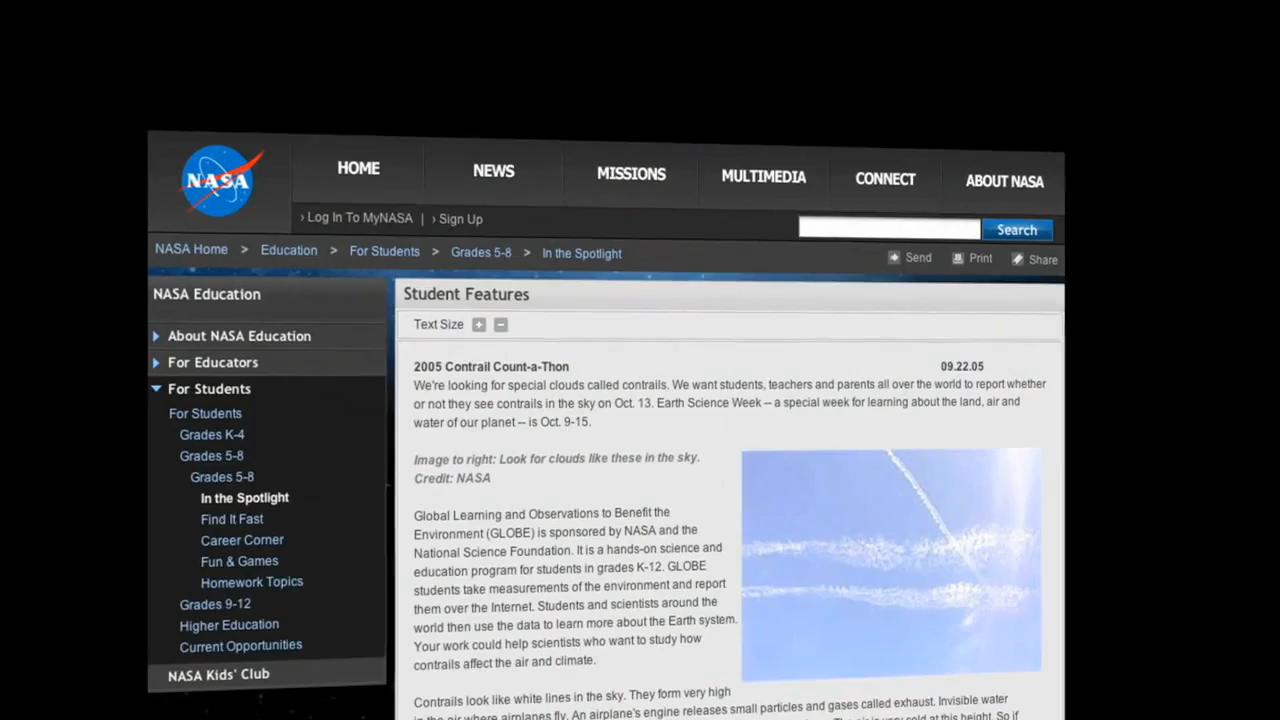 NASA
HOME
NEWS
MISSIONS
MULTIMEDIA
CONNECT
ABOUT NASA
› Log In To MyNASA | › Sign Up
Search
NASA Home > Education > For Students > Grades 5-8 > In the Spotlight
Send
Print
Share
NASA Education
About NASA Education
For Educators
For Students
For Students
Grades K-4
Grades 5-8
Grades 5-8
In the Spotlight
Find It Fast
Career Corner
Fun & Games
Homework Topics
Grades 9-12
Higher Education
Current Opportunities
NASA Kids' Club
Student Features
Text Size
2005 Contrail Count-a-Thon 09.22.05
We're looking for special clouds called contrails. We want students, teachers and parents all over the world to report whether
or not they see contrails in the sky on Oct. 13. Earth Science Week -- a special week for learning about the land, air and
water of our planet -- is Oct. 9-15.
Image to right: Look for clouds like these in the sky.
Credit: NASA
Global Learning and Observations to Benefit the
Environment (GLOBE) is sponsored by NASA and the
National Science Foundation. It is a hands-on science and
education program for students in grades K-12. GLOBE
students take measurements of the environment and report
them over the Internet. Students and scientists around the
world then use the data to learn more about the Earth system.
Your work could help scientists who want to study how
contrails affect the air and climate.
Contrails look like white lines in the sky. They form very high
in the air where airplanes fly. An airplane's engine releases small particles and gases called exhaust. Invisible water